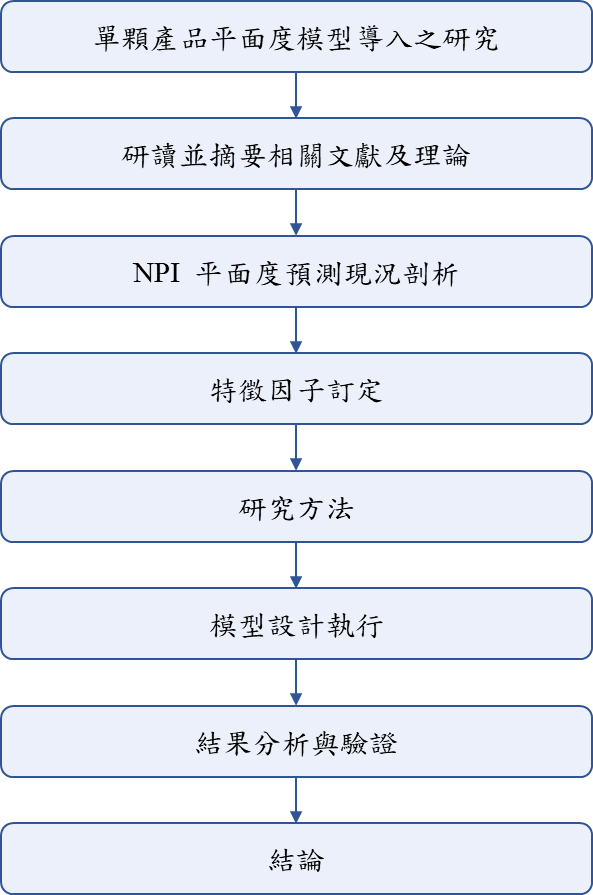 單顆產品平面度模型導入之研究
研讀並摘要相關文獻及理論
NPI 平面度預測現況剖析
特徵因子訂定
研究方法
模型設計執行
結果分析與驗證
結論